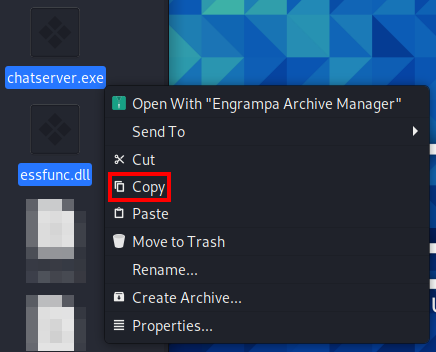 chatserver.exe
Open With "Engrampa Archive Manager"
Send To
Cut
essfunc.dll
Copy
Paste
Move to Trash
Rename...
Create Archive...
Properties...